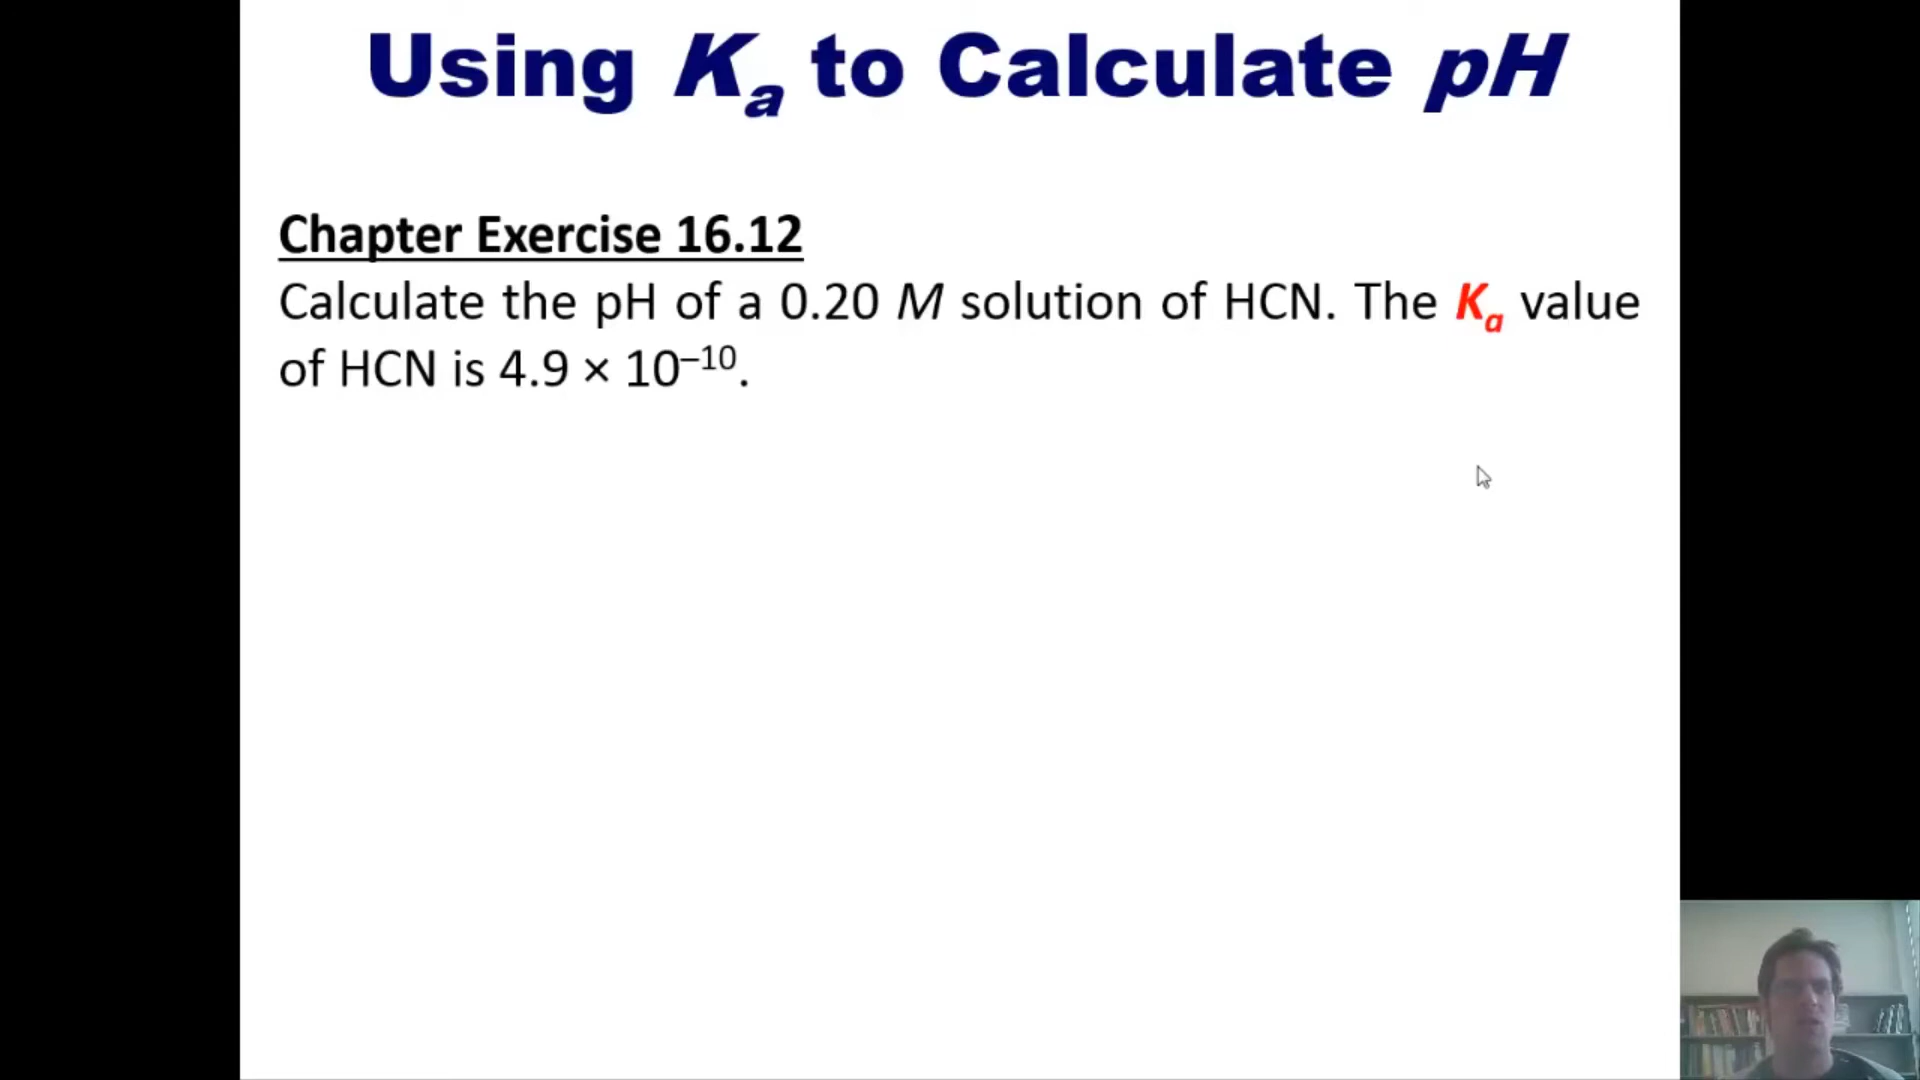 Using Kₐ to Calculate pH
Chapter Exercise 16.12
Calculate the pH of a 0.20 M solution of HCN. The Kₐ value
of HCN is 4.9 × 10⁻¹⁰.